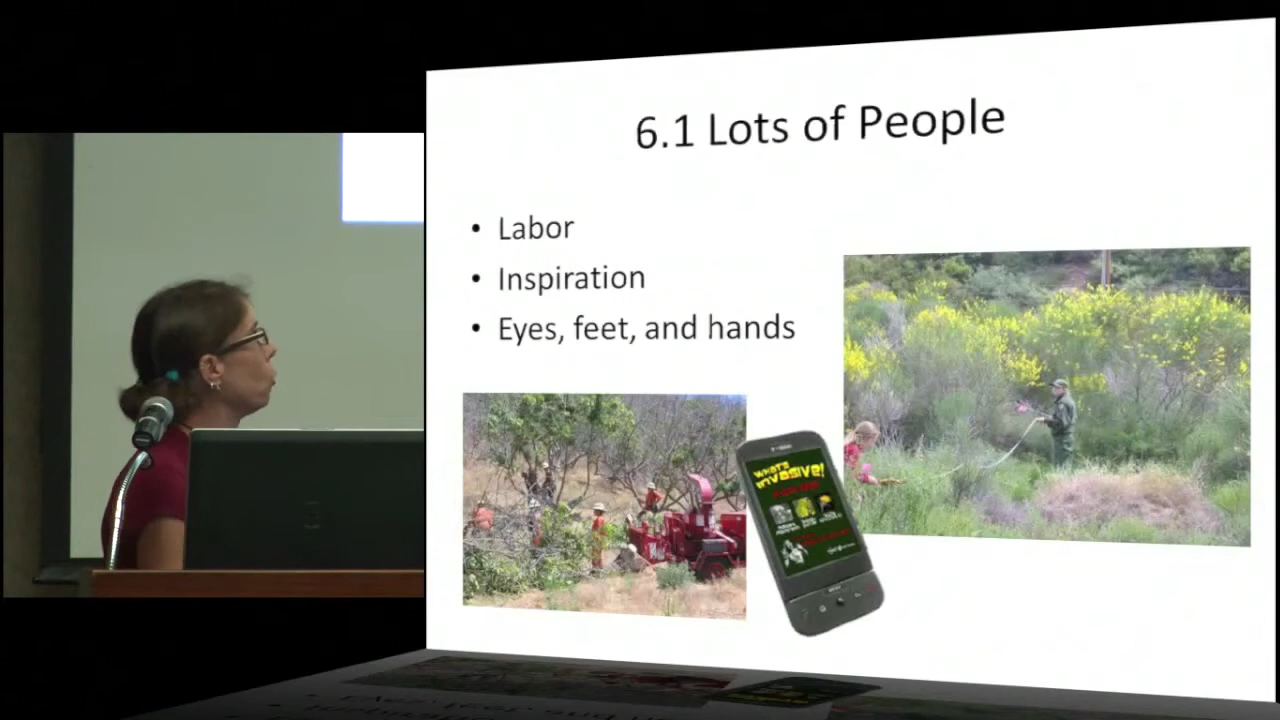 6.1 Lots of People
• Labor
• Inspiration
• Eyes, feet, and hands
WHAT'S
invasive!